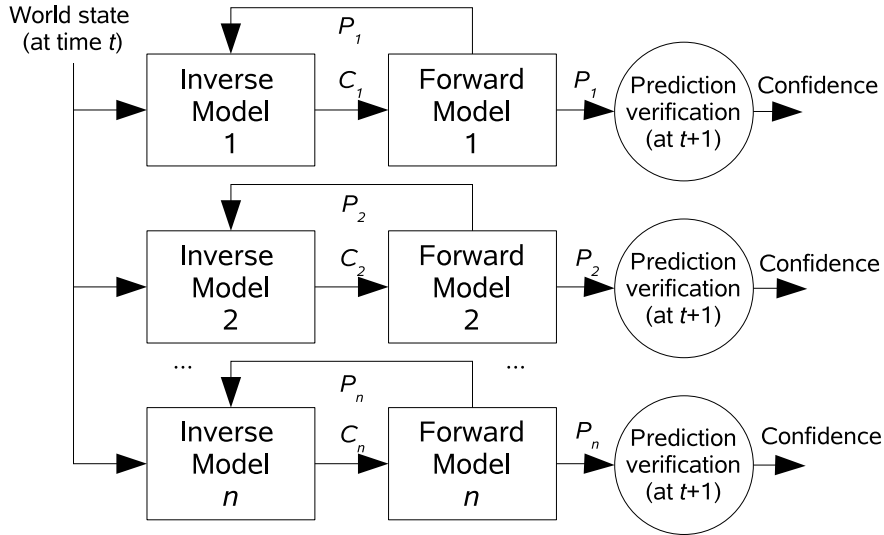 World state
(at time t)
P1
Inverse
Model
1
C1
Forward
Model
1
P1
Prediction
verification
(at t+1)
Confidence
P2
Inverse
Model
2
C2
Forward
Model
2
P2
Prediction
verification
(at t+1)
Confidence
...
...
Pn
Inverse
Model
n
Cn
Forward
Model
n
Pn
Prediction
verification
(at t+1)
Confidence